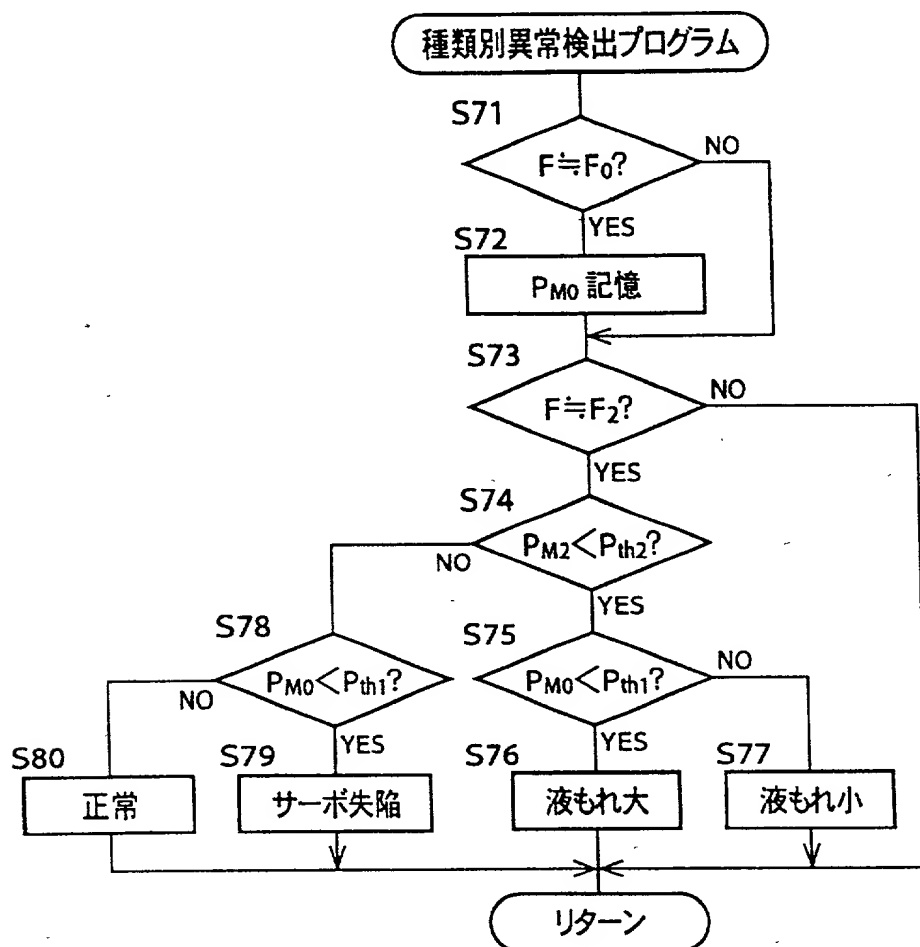 種類別異常検出プログラム
S71
F≒F0?
NO
YES
S72
PM0 記憶
S73
F≒F2?
NO
YES
S74
PM2<Pth2?
NO
YES
S78
PM0<Pth1?
NO
YES
S75
PM0<Pth1?
NO
YES
S80
正常
S79
サーボ失陥
S76
液もれ大
S77
液もれ小
リターン